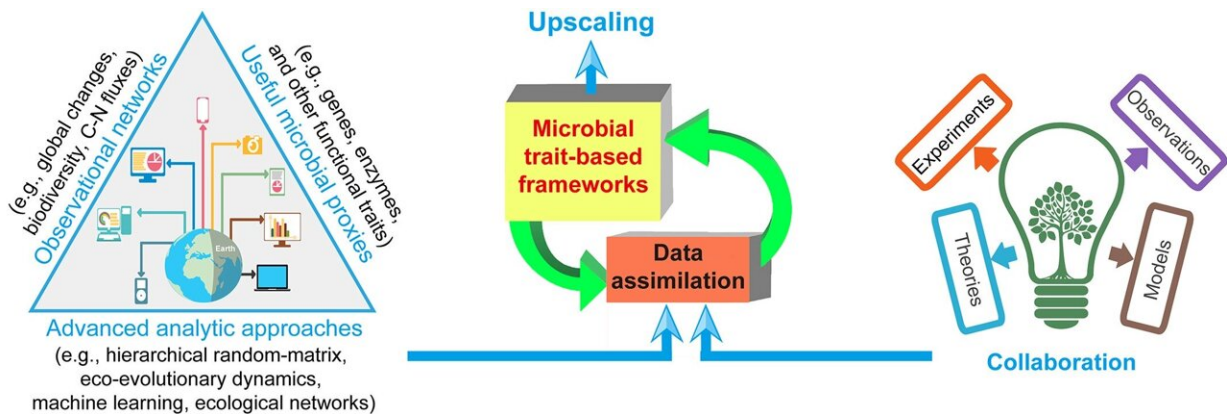 (e.g., global changes,
biodiversity, C-N fluxes)
Observational networks
Useful microbial proxies
(e.g., genes, enzymes,
and other functional traits)
Earth
Advanced analytic approaches
(e.g., hierarchical random-matrix,
eco-evolutionary dynamics,
machine learning, ecological networks)
Upscaling
Microbial
trait-based
frameworks
Data
assimilation
Experiments
Observations
Theories
Models
Collaboration